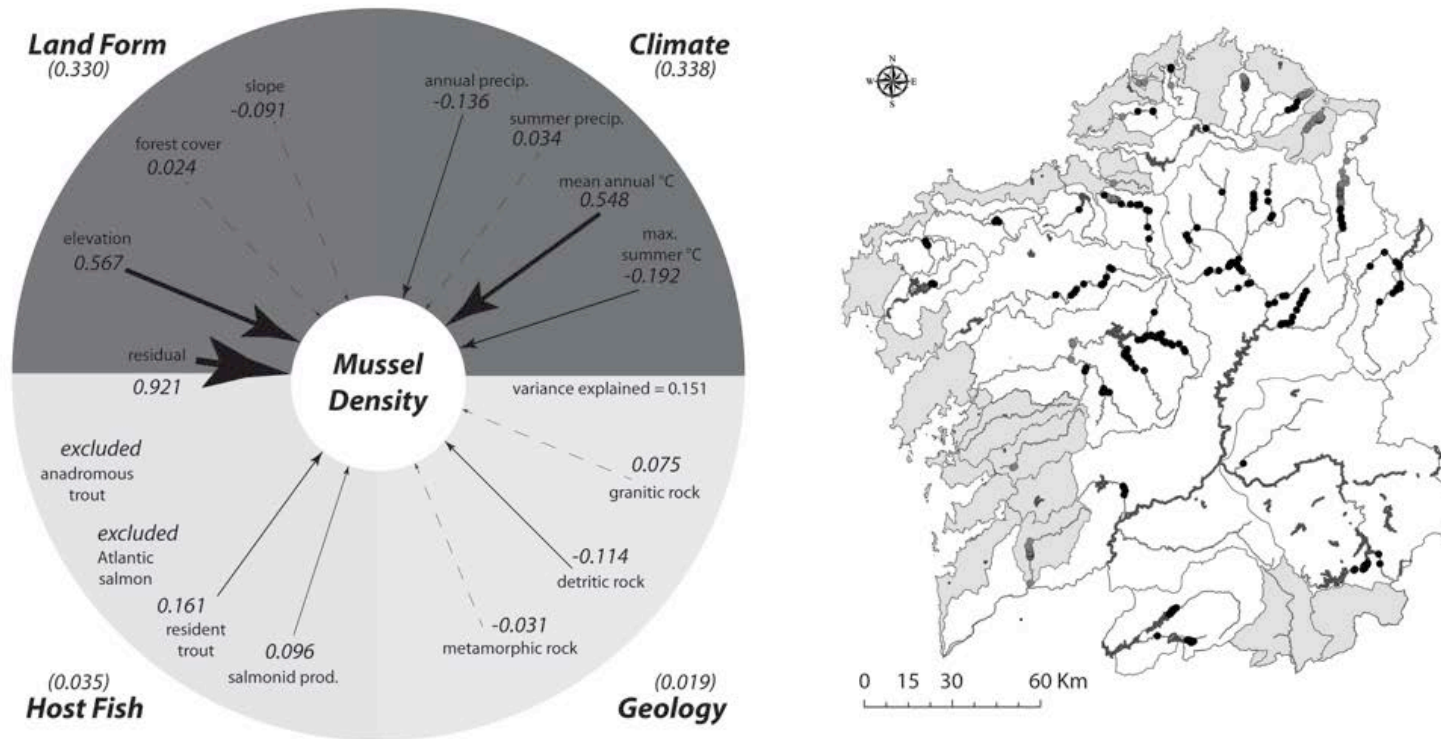 Land Form
(0.330)
Climate
(0.338)
slope
-0.091
forest cover
0.024
elevation
0.567
residual
0.921
annual precip.
-0.136
summer precip.
0.034
mean annual °C
0.548
max.
summer °C
-0.192
Mussel
Density
variance explained = 0.151
excluded
anadromous
trout
excluded
Atlantic
salmon
0.161
resident
trout
0.096
salmonid prod.
0.075
granitic rock
-0.114
detritic rock
-0.031
metamorphic rock
(0.035)
Host Fish
(0.019)
Geology
N
W
E
S
0 15 30 60 Km